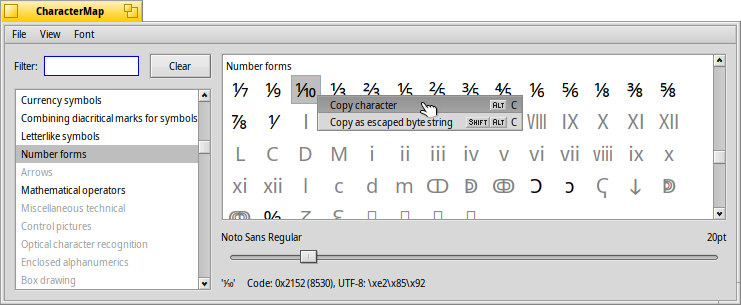 CharacterMap
File View Font
Filter:
Clear
Currency symbols
Combining diacritical marks for symbols
Letterlike symbols
Number forms
Arrows
Mathematical operators
Miscellaneous technical
Control pictures
Optical character recognition
Enclosed alphanumerics
Box drawing
Number forms
⅐ ⅑ ⅒ ⅓ ⅔ ⅕ ⅖ ⅗ ⅘ ⅙ ⅚ ⅛ ⅜ ⅝
Copy character ALT C
Copy as escaped byte string SHIFT ALT C
⅞ ⅟ Ⅰ Ⅷ Ⅸ Ⅹ Ⅺ Ⅻ
Ⅼ Ⅽ Ⅾ Ⅿ ⅰ ⅱ ⅲ ⅳ ⅴ ⅵ ⅶ ⅷ ⅸ ⅹ
ⅺ ⅻ ⅼ ⅽ ⅾ ⅿ ↀ ↁ ↂ Ↄ ↄ ↅ ↆ ↇ
ↈ ↉
Noto Sans Regular
20pt
'⅒' Code: 0x2152 (8530), UTF-8: \xe2\x85\x92